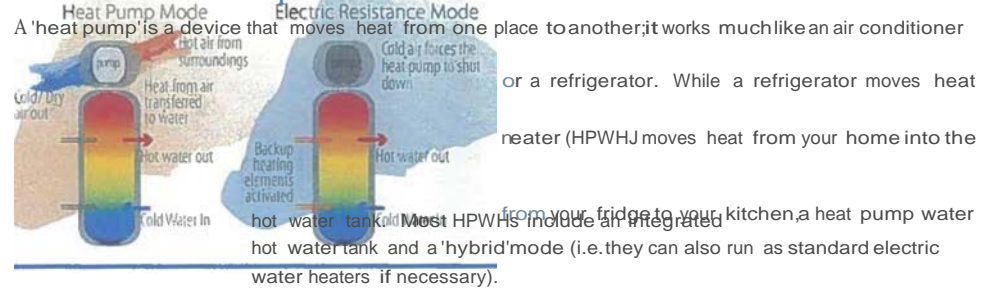 Heat Pump Mode
Electric Resistance Mode
A 'heat pump' is a device that moves heat from one place to another; it works much like an air conditioner
Hot air from
surroundings
pump
Cold/Dry
air out
Heat from air
transferred
to water
Hot water out
Cold Water In
Cold air forces the
heat pump to shut
down
Backup
heating
elements
activated
Hot water out
Cold
In
or a refrigerator. While a refrigerator moves heat
neater (HPWHJ moves heat from your home into the
from your fridge to your kitchen, a heat pump water
hot water tank. Most HPWHs include an integrated
hot water tank and a 'hybrid' mode (i.e. they can also run as standard electric
water heaters if necessary).